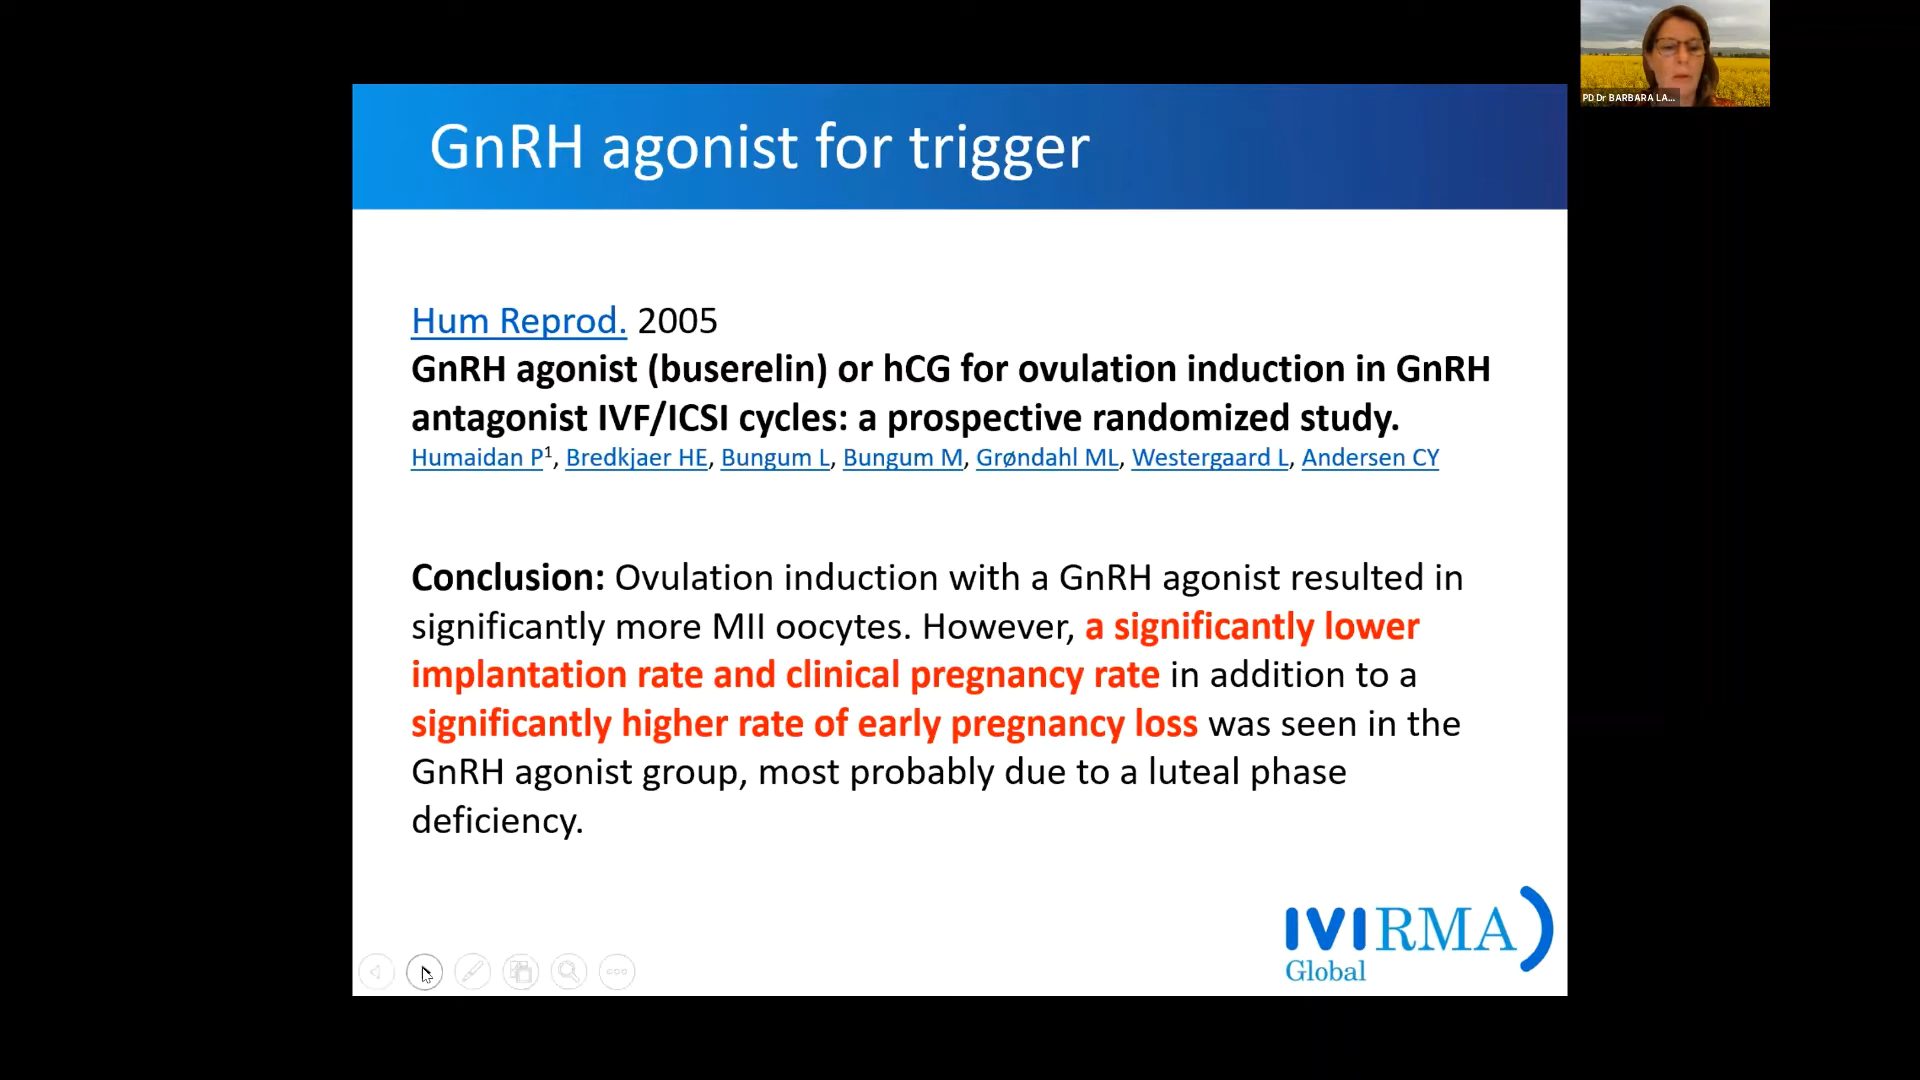 PD Dr BARBARA LA...
GnRH agonist for trigger
Hum Reprod. 2005
GnRH agonist (buserelin) or hCG for ovulation induction in GnRH
antagonist IVF/ICSI cycles: a prospective randomized study.
Humaidan P¹, Bredkjaer HE, Bungum L, Bungum M, Grøndahl ML, Westergaard L, Andersen CY
Conclusion: Ovulation induction with a GnRH agonist resulted in
significantly more MII oocytes. However, a significantly lower
implantation rate and clinical pregnancy rate in addition to a
significantly higher rate of early pregnancy loss was seen in the
GnRH agonist group, most probably due to a luteal phase
deficiency.
IVIRMA
Global